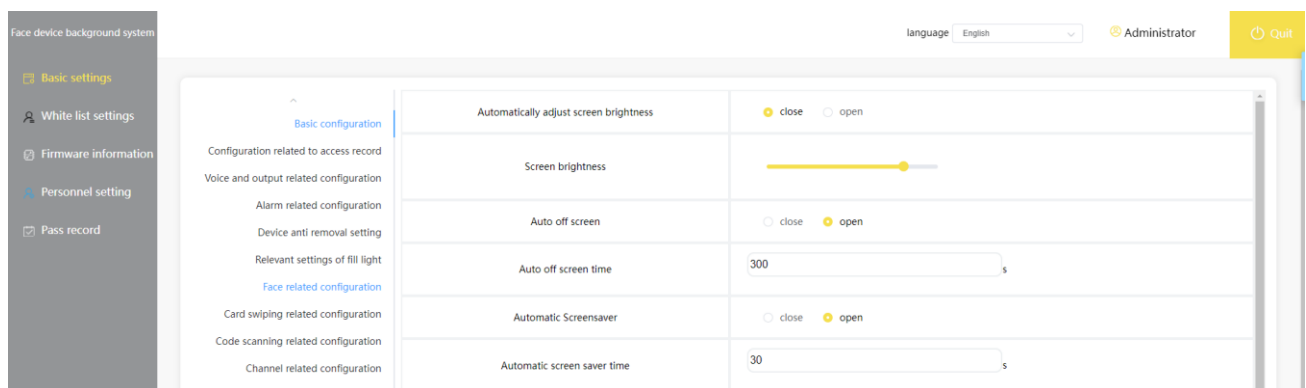 Face device background system
language English
Administrator
Quit
Basic settings
White list settings
Firmware information
Personnel setting
Pass record
Basic configuration
Configuration related to access record
Voice and output related configuration
Alarm related configuration
Device anti removal setting
Relevant settings of fill light
Face related configuration
Card swiping related configuration
Code scanning related configuration
Channel related configuration
Automatically adjust screen brightness close open
Screen brightness
Auto off screen close open
Auto off screen time 300 s
Automatic Screensaver close open
Automatic screen saver time 30 s